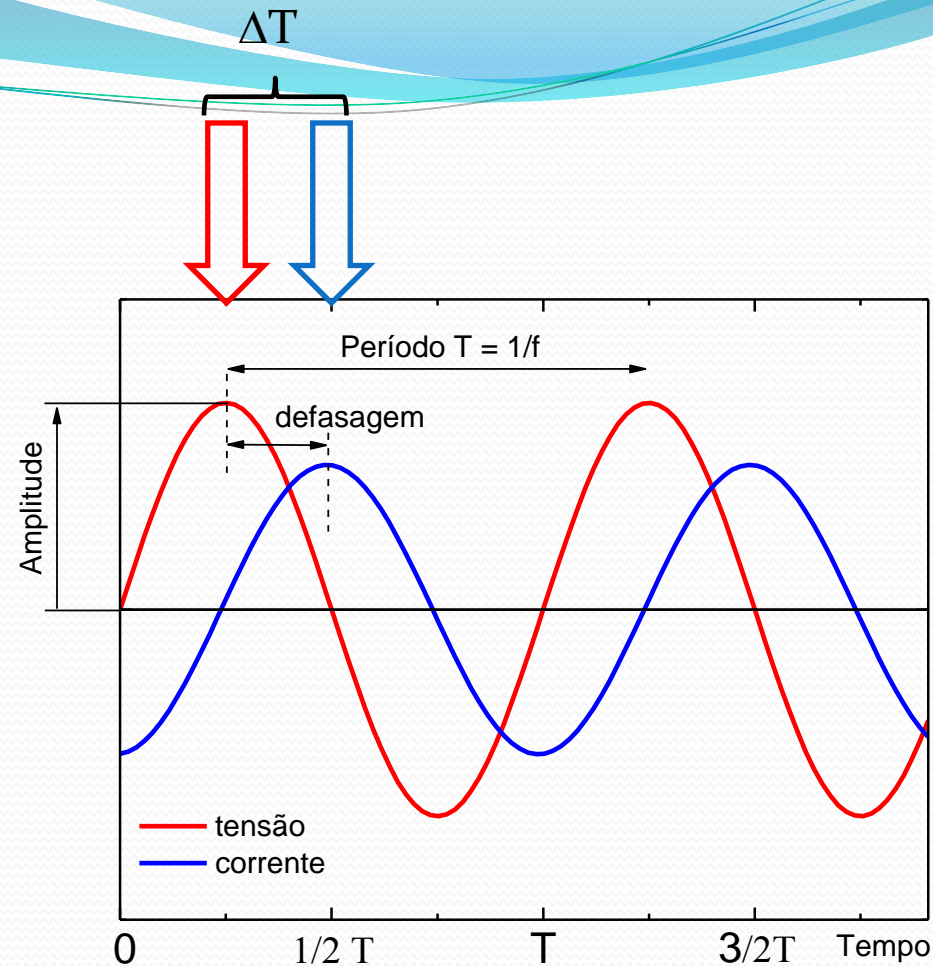 ΔT
Período T = 1/f
defasagem
Amplitude
tensão
corrente
0 1/2 T T 3/2T Tempo